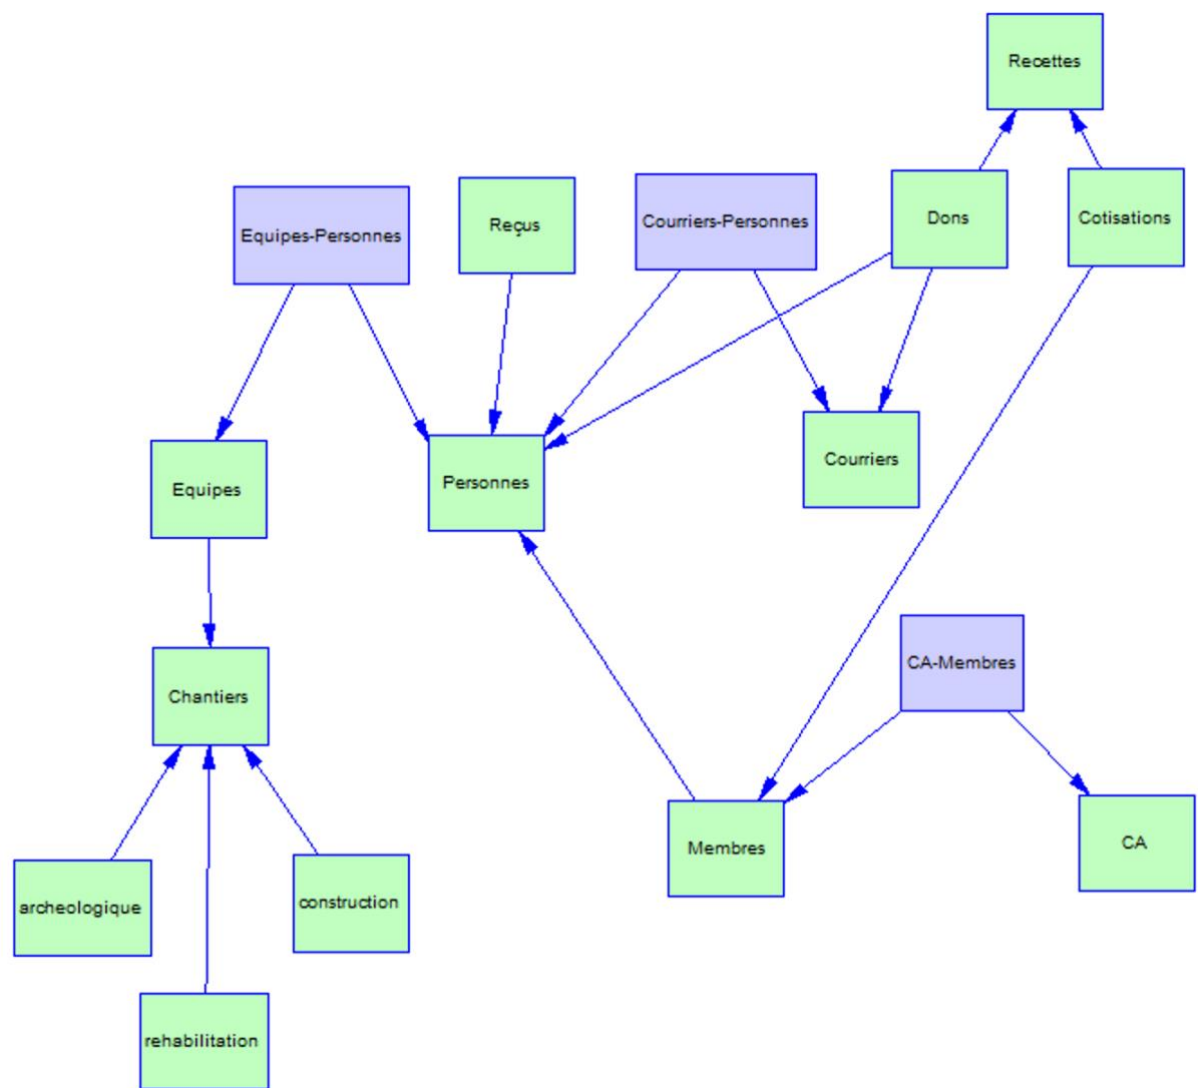 Recettes
Equipes-Personnes
Reçus
Courriers-Personnes
Dons
Cotisations
Equipes
Personnes
Courriers
Chantiers
CA-Membres
Membres
CA
archeologique
construction
rehabilitation